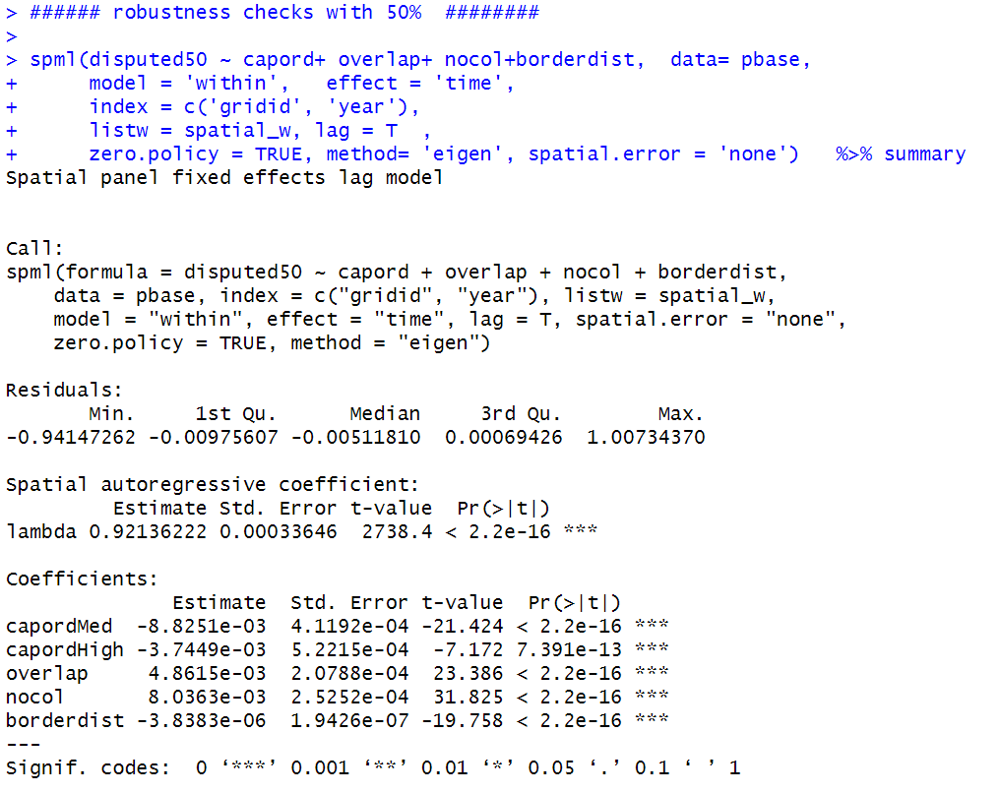 > ###### robustness checks with 50%  ########
>
> spml(disputed50 ~ capord+ overlap+ nocol+borderdist,  data= pbase,
+      model = 'within',   effect = 'time',
+      index = c('gridid', 'year'),
+      listw = spatial_w, lag = T  ,
+      zero.policy = TRUE, method= 'eigen', spatial.error = 'none')   %>% summary
Spatial panel fixed effects lag model


Call:
spml(formula = disputed50 ~ capord + overlap + nocol + borderdist,
    data = pbase, index = c("gridid", "year"), listw = spatial_w,
    model = "within", effect = "time", lag = T, spatial.error = "none",
    zero.policy = TRUE, method = "eigen")

Residuals:
       Min.     1st Qu.      Median     3rd Qu.        Max.
-0.94147262 -0.00975607 -0.00511810  0.00069426  1.00734370

Spatial autoregressive coefficient:
         Estimate Std. Error t-value  Pr(>|t|)
lambda 0.92136222 0.00033646  2738.4 < 2.2e-16 ***

Coefficients:
              Estimate  Std. Error t-value  Pr(>|t|)
capordMed  -8.8251e-03  4.1192e-04 -21.424 < 2.2e-16 ***
capordHigh -3.7449e-03  5.2215e-04  -7.172 7.391e-13 ***
overlap     4.8615e-03  2.0788e-04  23.386 < 2.2e-16 ***
nocol       8.0363e-03  2.5252e-04  31.825 < 2.2e-16 ***
borderdist -3.8383e-06  1.9426e-07 -19.758 < 2.2e-16 ***
---
Signif. codes:  0 ‘***’ 0.001 ‘**’ 0.01 ‘*’ 0.05 ‘.’ 0.1 ‘ ’ 1